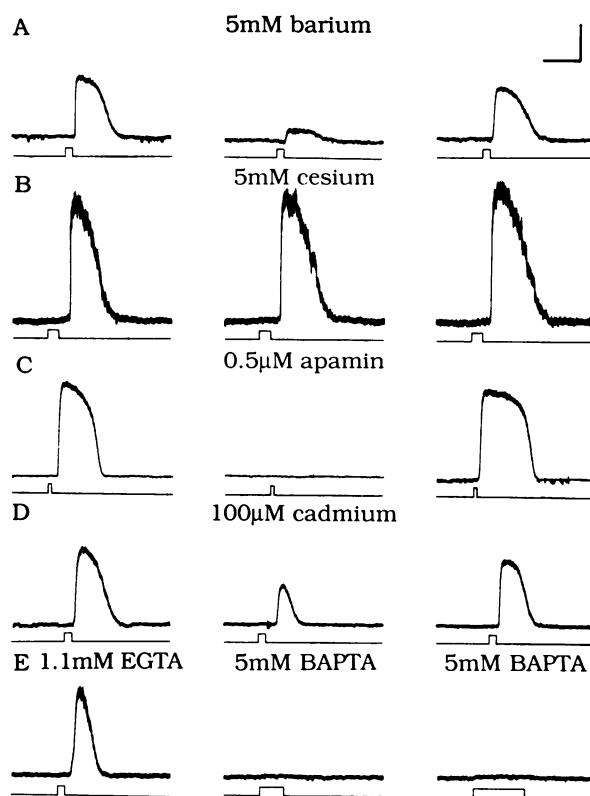 A 5mM barium
B 5mM cesium
C 0.5µM apamin
D 100µM cadmium
E 1.1mM EGTA 5mM BAPTA 5mM BAPTA